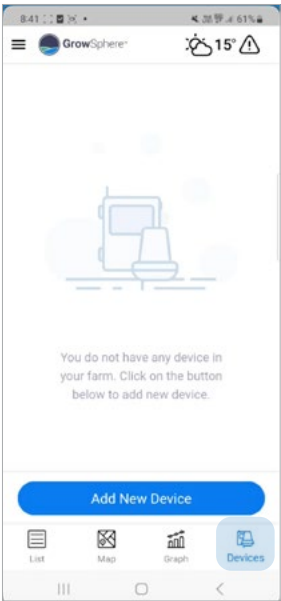 8:41
61%
GrowSphere™
15°
You do not have any device in
your farm. Click on the button
below to add new device.
Add New Device
List
Map
Graph
Devices